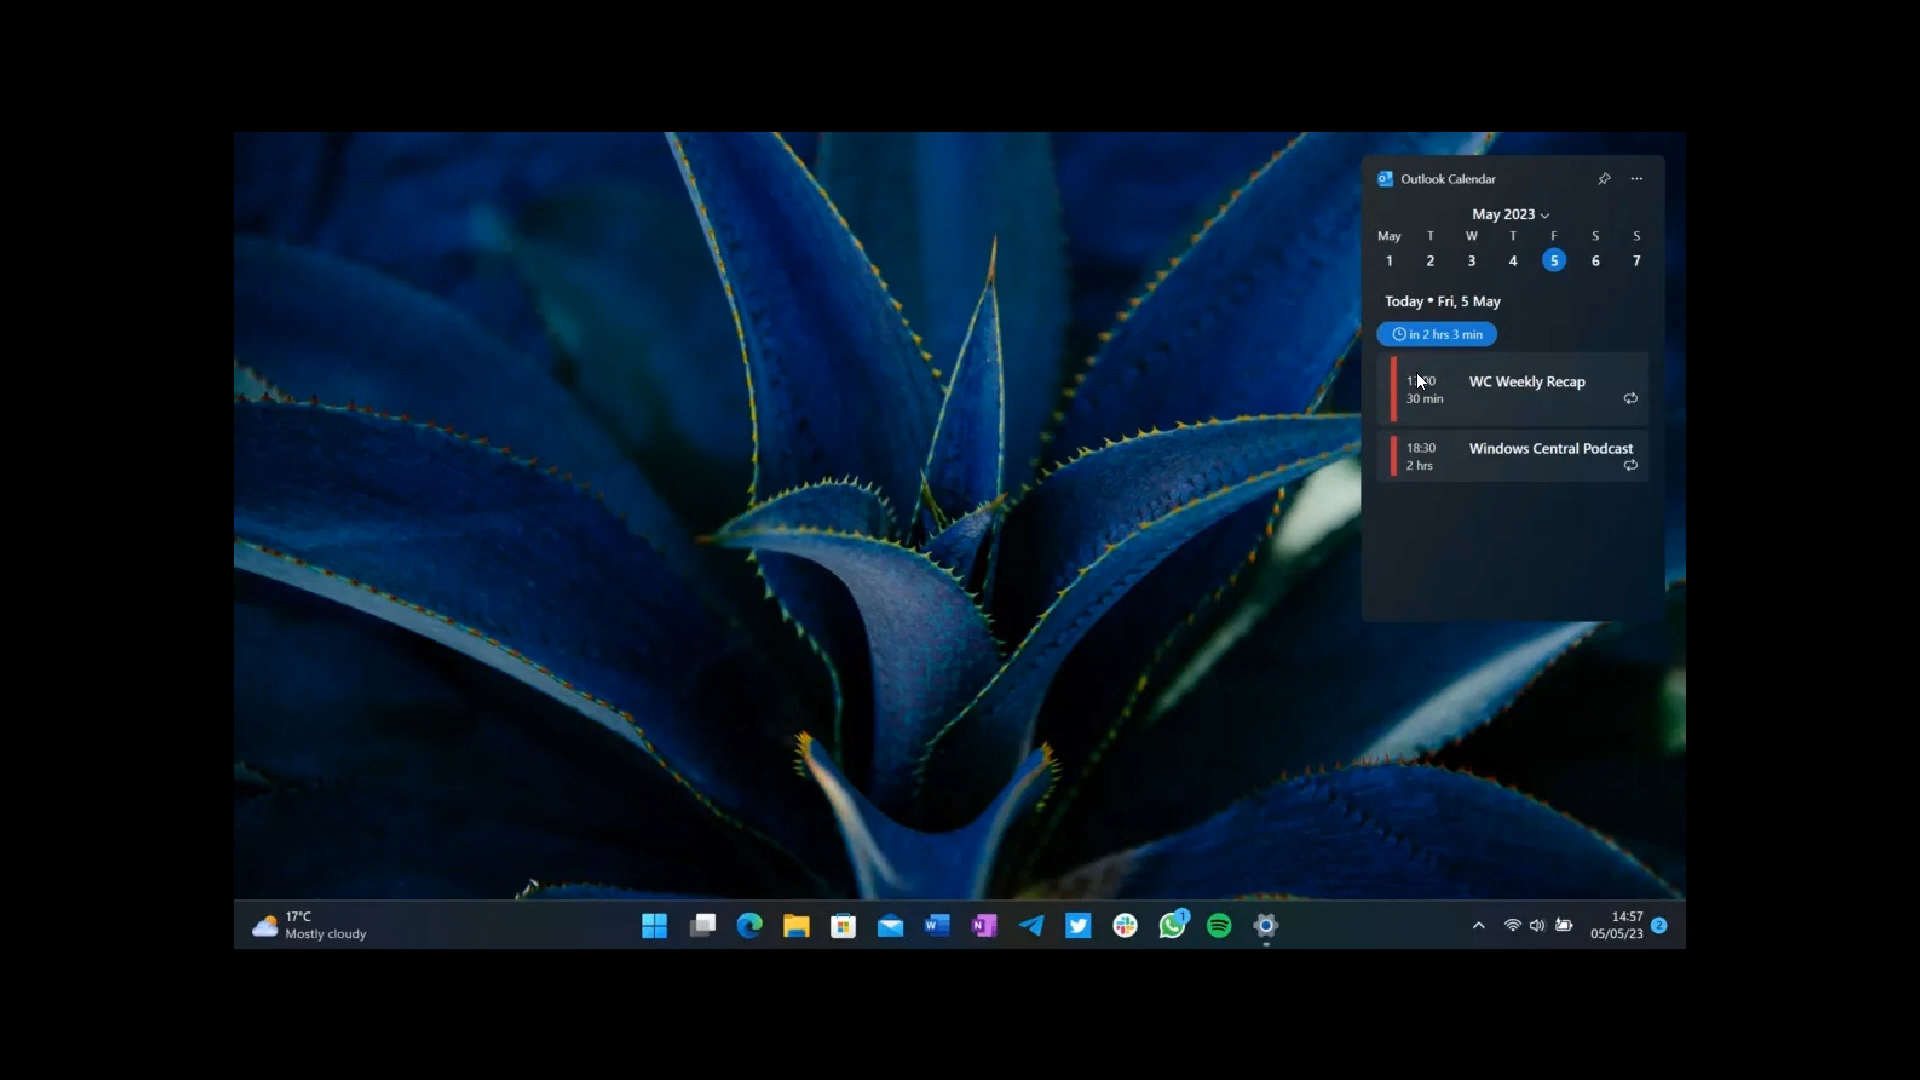 Outlook Calendar
May 2023
May T W T F S S
1 2 3 4 5 6 7
Today • Fri, 5 May
in 2 hrs 3 min
WC Weekly Recap
30 min
18:30 Windows Central Podcast
2 hrs
17°C
Mostly cloudy
W
N
1
14:57
05/05/23
2